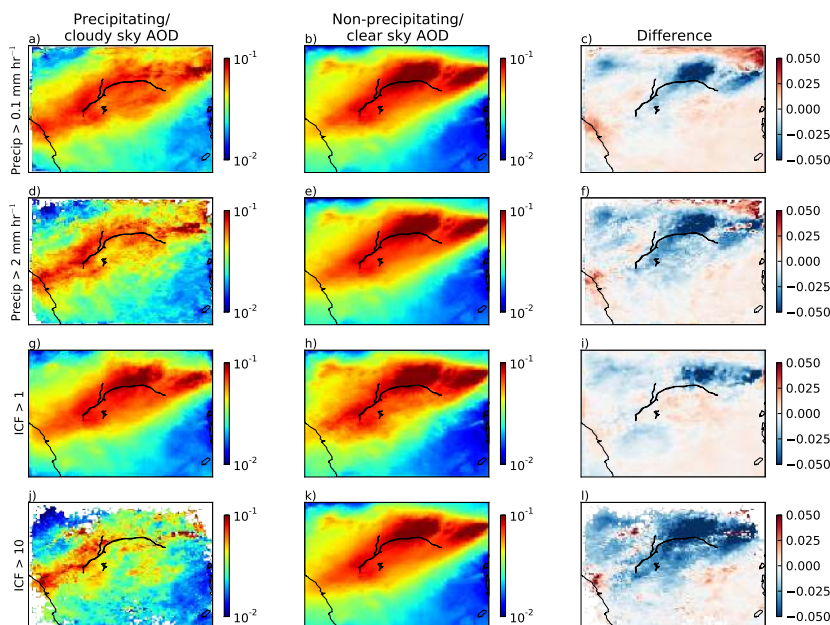 Precipitating/
cloudy sky AOD
Non-precipitating/
clear sky AOD
Difference
Precip > 0.1 mm hr⁻¹
a)
10⁻¹
10⁻²
b)
10⁻¹
10⁻²
c)
0.050
0.025
0.000
−0.025
−0.050
Precip > 2 mm hr⁻¹
d)
10⁻¹
10⁻²
e)
10⁻¹
10⁻²
f)
0.050
0.025
0.000
−0.025
−0.050
ICF > 1
g)
10⁻¹
10⁻²
h)
10⁻¹
10⁻²
i)
0.050
0.025
0.000
−0.025
−0.050
ICF > 10
j)
10⁻¹
10⁻²
k)
10⁻¹
10⁻²
l)
0.050
0.025
0.000
−0.025
−0.050